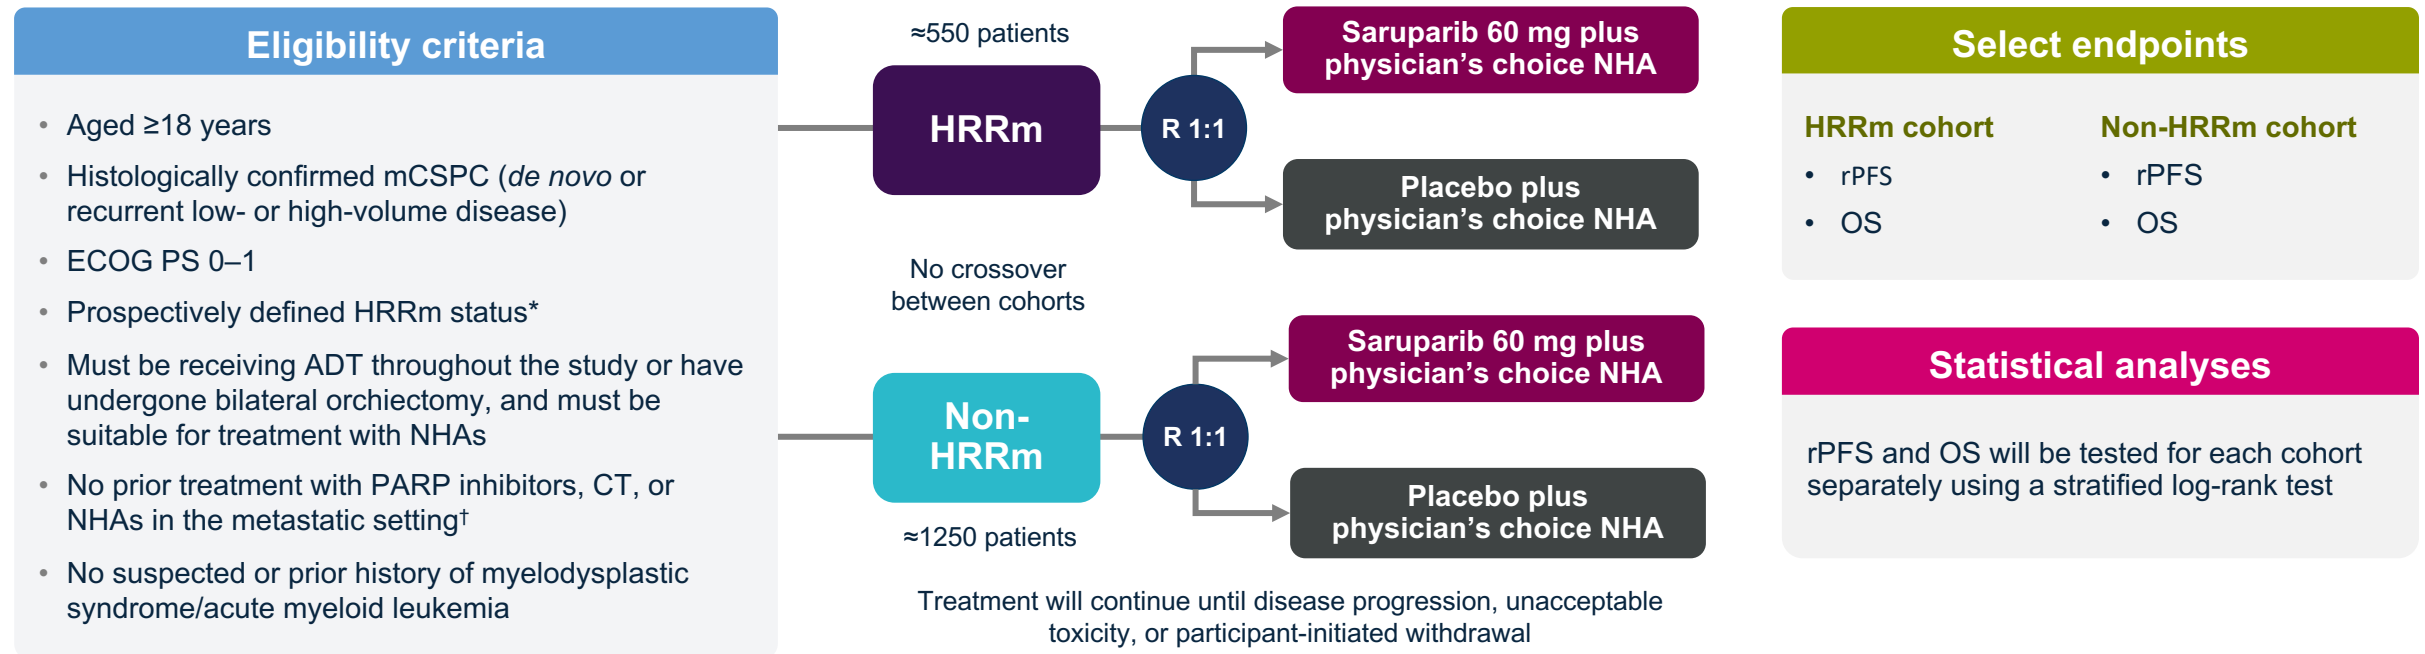 Eligibility criteria
• Aged ≥18 years
• Histologically confirmed mCSPC (de novo or
recurrent low- or high-volume disease)
• ECOG PS 0–1
• Prospectively defined HRRm status*
• Must be receiving ADT throughout the study or have
undergone bilateral orchiectomy, and must be
suitable for treatment with NHAs
• No prior treatment with PARP inhibitors, CT, or
NHAs in the metastatic setting†
• No suspected or prior history of myelodysplastic
syndrome/acute myeloid leukemia
≈550 patients
HRRm
R 1:1
Saruparib 60 mg plus
physician’s choice NHA
Placebo plus
physician’s choice NHA
No crossover
between cohorts
Non-
HRRm
≈1250 patients
R 1:1
Saruparib 60 mg plus
physician’s choice NHA
Placebo plus
physician’s choice NHA
Treatment will continue until disease progression, unacceptable
toxicity, or participant-initiated withdrawal
Select endpoints
HRRm cohort
• rPFS
• OS
Non-HRRm cohort
• rPFS
• OS
Statistical analyses
rPFS and OS will be tested for each cohort
separately using a stratified log-rank test